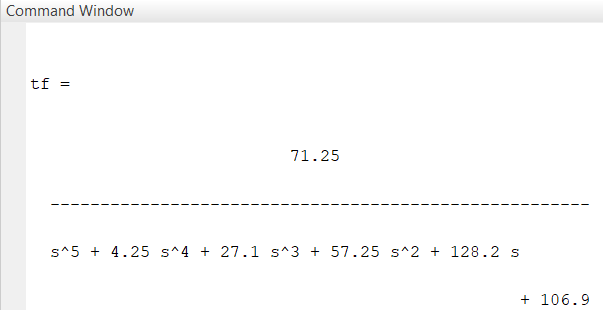 Command Window
tf =
71.25
------------------------------------------------------
s^5 + 4.25 s^4 + 27.1 s^3 + 57.25 s^2 + 128.2 s
+ 106.9